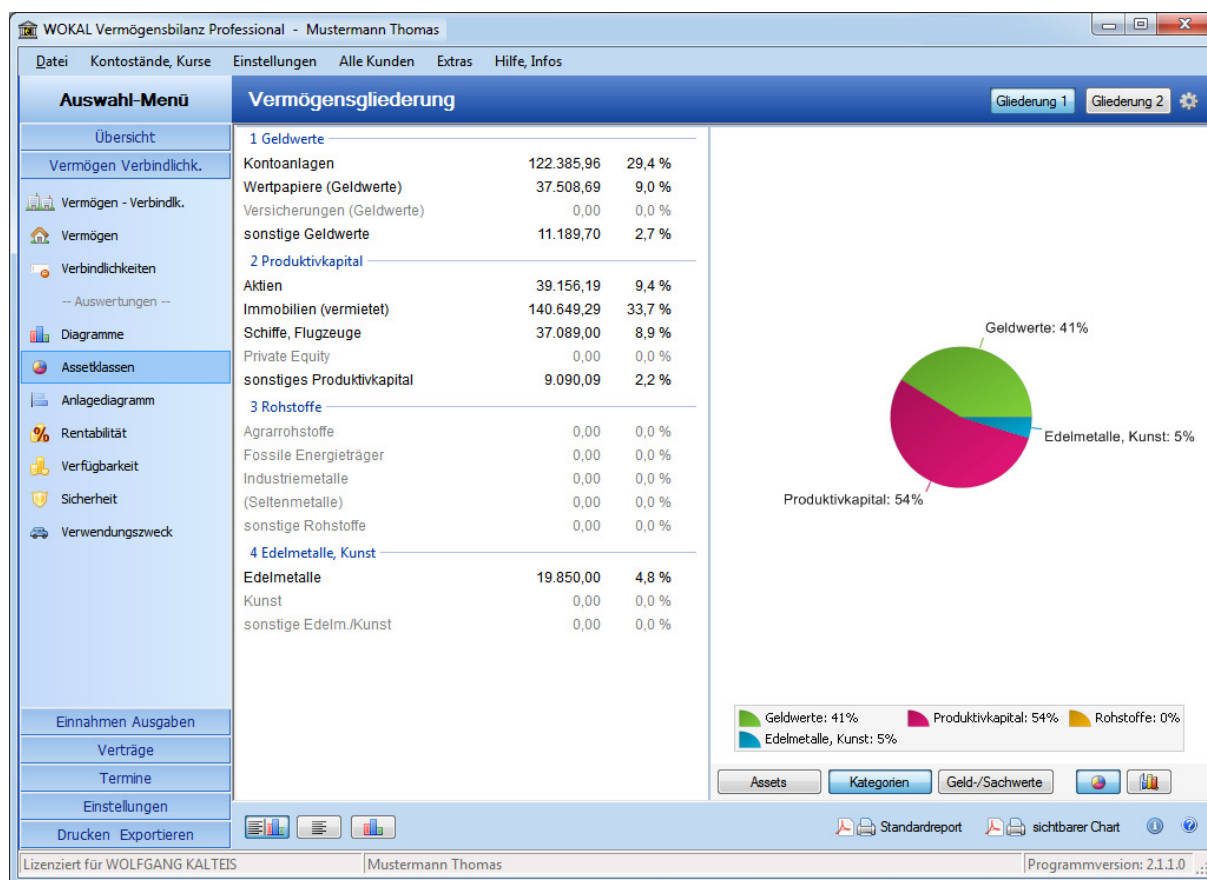 WOKAL Vermögensbilanz Professional - Mustermann Thomas
Datei Kontostände, Kurse Einstellungen Alle Kunden Extras Hilfe, Infos
Auswahl-Menü
Vermögensgliederung
Gliederung 1
Gliederung 2
Übersicht
Vermögen Verbindlichk.
Vermögen - Verbindlk.
Vermögen
Verbindlichkeiten
-- Auswertungen --
Diagramme
Assetklassen
Anlagediagramm
Rentabilität
Verfügbarkeit
Sicherheit
Verwendungszweck
Einnahmen Ausgaben
Verträge
Termine
Einstellungen
Drucken Exportieren
1 Geldwerte
Kontoanlagen 122.385,96 29,4 %
Wertpapiere (Geldwerte) 37.508,69 9,0 %
Versicherungen (Geldwerte) 0,00 0,0 %
sonstige Geldwerte 11.189,70 2,7 %
2 Produktivkapital
Aktien 39.156,19 9,4 %
Immobilien (vermietet) 140.649,29 33,7 %
Schiffe, Flugzeuge 37.089,00 8,9 %
Private Equity 0,00 0,0 %
sonstiges Produktivkapital 9.090,09 2,2 %
3 Rohstoffe
Agrarrohstoffe 0,00 0,0 %
Fossile Energieträger 0,00 0,0 %
Industriemetalle 0,00 0,0 %
(Seltenmetalle) 0,00 0,0 %
sonstige Rohstoffe 0,00 0,0 %
4 Edelmetalle, Kunst
Edelmetalle 19.850,00 4,8 %
Kunst 0,00 0,0 %
sonstige Edelm./Kunst 0,00 0,0 %
Geldwerte: 41%
Edelmetalle, Kunst: 5%
Produktivkapital: 54%
Geldwerte: 41% Produktivkapital: 54% Rohstoffe: 0%
Edelmetalle, Kunst: 5%
Assets Kategorien Geld-/Sachwerte
Standardreport sichtbarer Chart
Lizenziert für WOLFGANG KALTEIS Mustermann Thomas Programmversion: 2.1.1.0